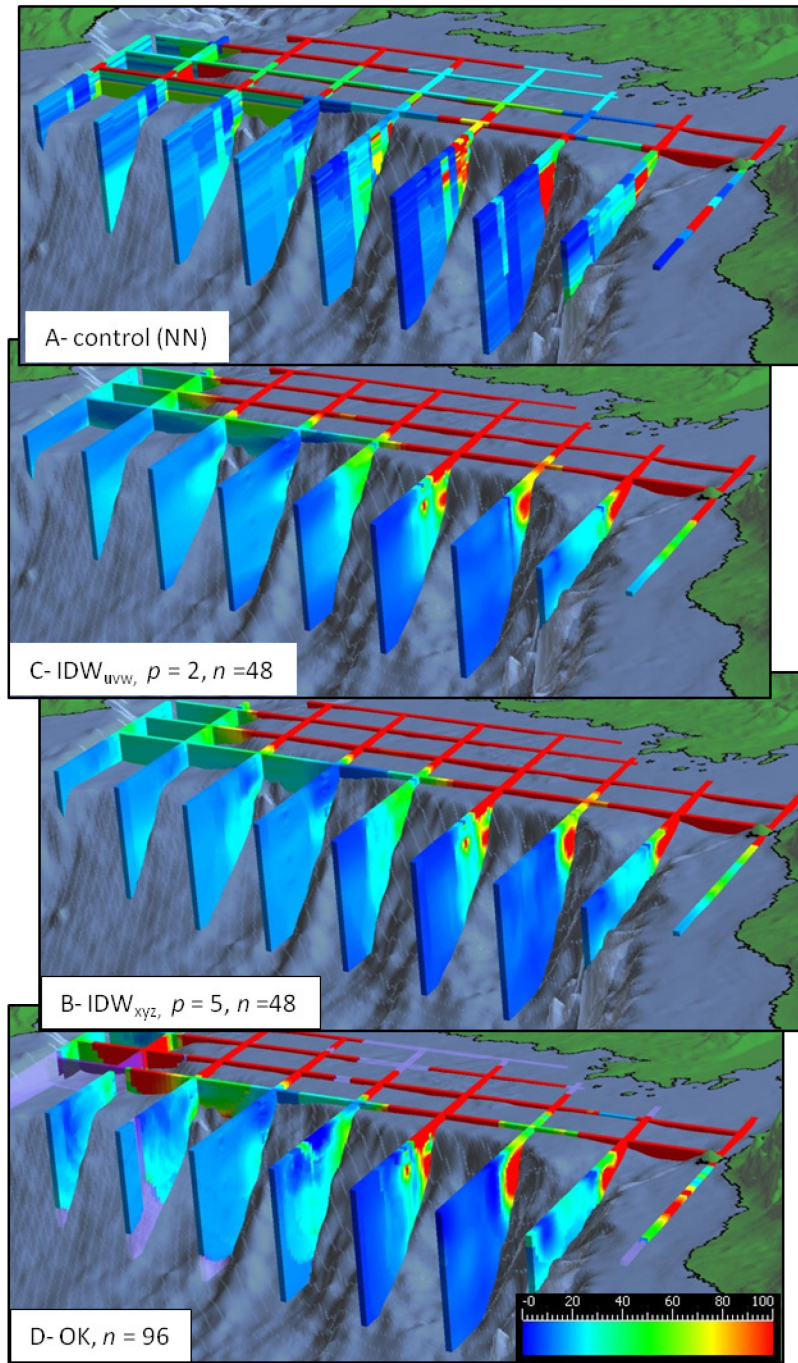 A- control (NN)
C- IDWuvw, p = 2, n =48
B- IDWxyz, p = 5, n=48
D- OK, n = 96
-0 20 40 60 80 100